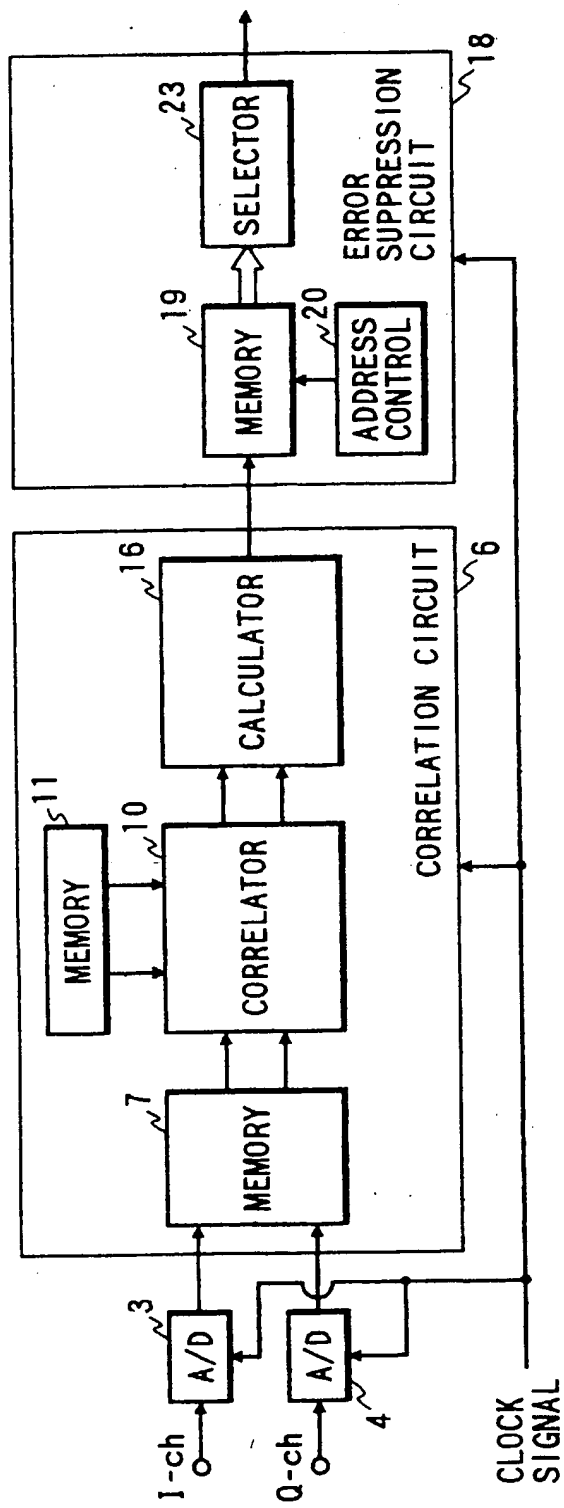 I-ch
3
A/D
Q-ch
A/D
4
CLOCK
SIGNAL
7
MEMORY
11
MEMORY
10
CORRELATOR
16
CALCULATOR
CORRELATION CIRCUIT
6
19
MEMORY
20
ADDRESS
CONTROL
23
SELECTOR
ERROR
SUPPRESSION
CIRCUIT
18